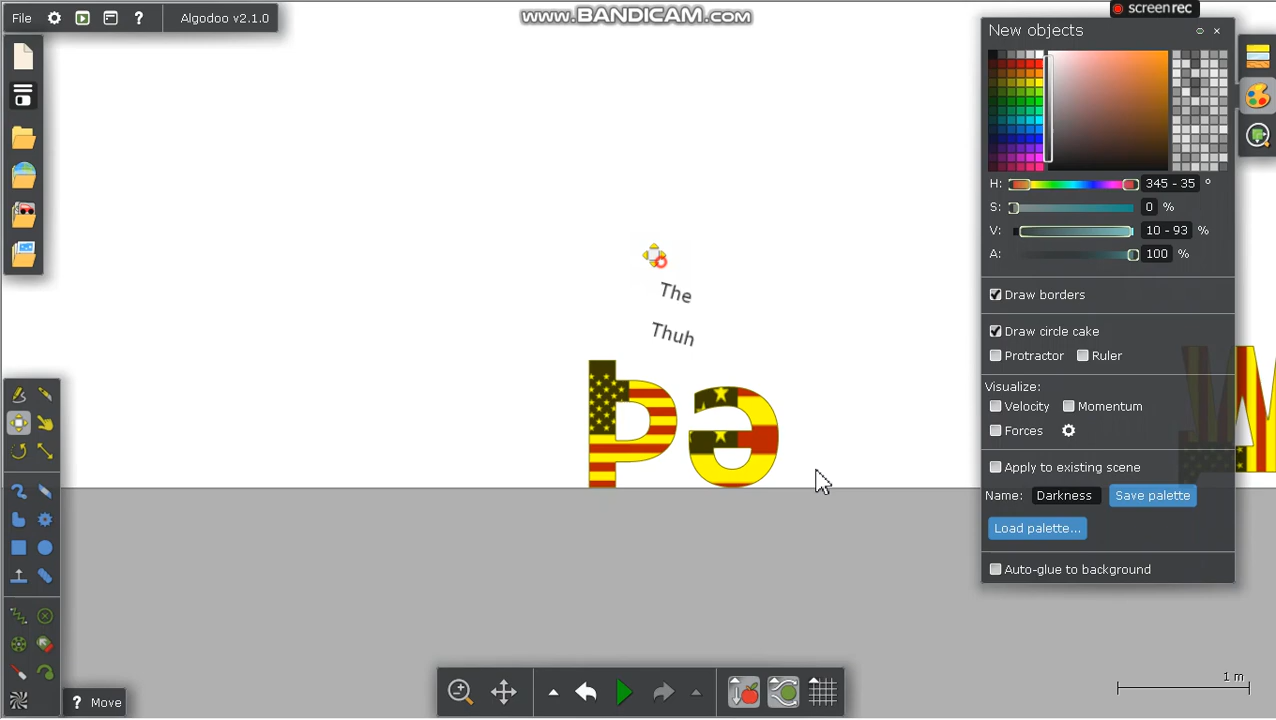 File
?
Algodoo v2.1.0
www.BANDICAM.com
screenrec
New objects
H: 345 - 35 °
S: 0 %
V: 10 - 93 %
A: 100 %
Draw borders
Draw circle cake
Protractor
Ruler
Visualize:
Velocity
Momentum
Forces
Apply to existing scene
Name: Darkness Save palette
Load palette...
Auto-glue to background
The
Thuh
Þə
W
? Move
1 m